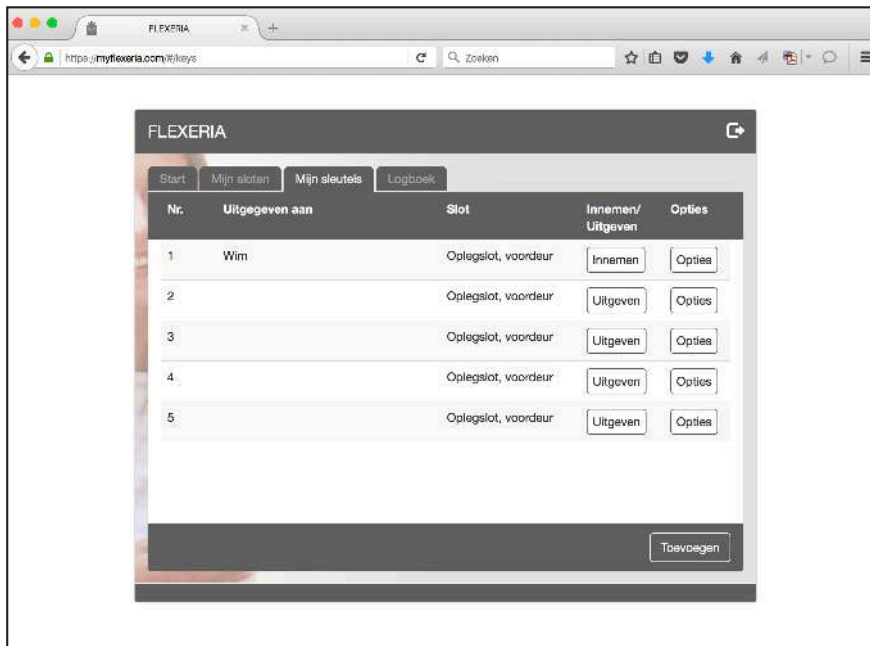 FLEXERIA
https://myflexeria.com/#/keys
Zoeken
FLEXERIA
Start Mijn sloten Mijn sleutels Logboek
Nr. Uitgegeven aan Slot Innemen/ Opties
Uitgeven
1 Wim Oplegslot, voordeur Innemen Opties
2 Oplegslot, voordeur Uitgeven Opties
3 Oplegslot, voordeur Uitgeven Opties
4 Oplegslot, voordeur Uitgeven Opties
5 Oplegslot, voordeur Uitgeven Opties
Toevoegen